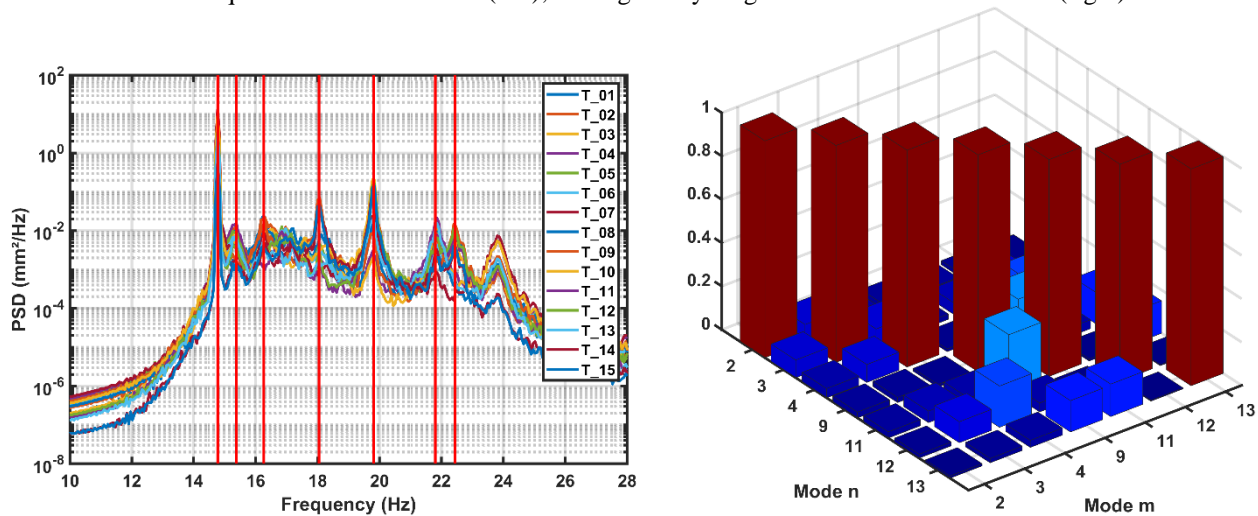 10²
10⁰
10⁻²
10⁻⁴
10⁻⁶
10⁻⁸
PSD (mm²/Hz)
10 12 14 16 18 20 22 24 26 28
Frequency (Hz)
T_01
T_02
T_03
T_04
T_05
T_06
T_07
T_08
T_09
T_10
T_11
T_12
T_13
T_14
T_15
1
0.8
0.6
0.4
0.2
0
2
3
4
9
11
12
13
Mode n
2
3
4
9
11
12
13
Mode m